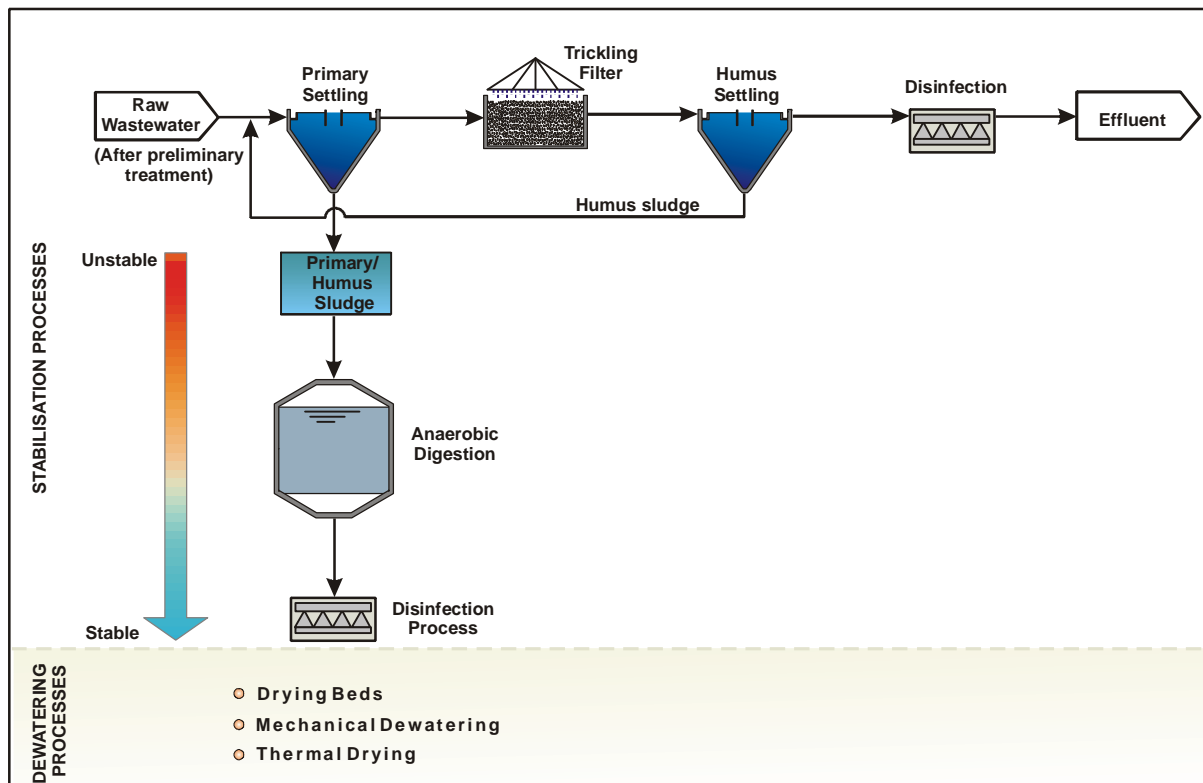 Trickling
Filter
Primary
Settling
Humus
Settling
Disinfection
Raw
Wastewater
Effluent
(After preliminary
treatment)
Humus sludge
STABILISATION PROCESSES
Unstable
Primary/
Humus
Sludge
Anaerobic
Digestion
Disinfection
Process
Stable
DEWATERING
PROCESSES
Drying Beds
Mechanical Dewatering
Thermal Drying